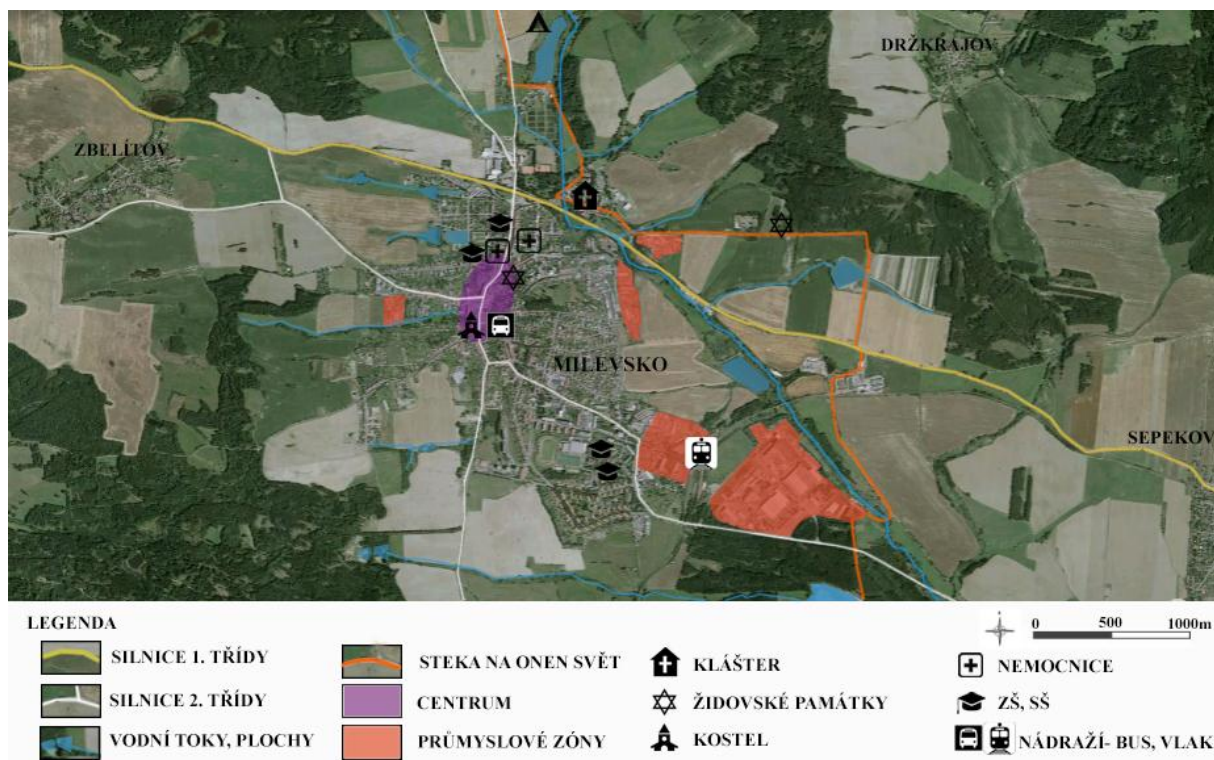 DRŽKRAJOV
ZBELÍTOV
MILEVSKO
SEPEKOV
LEGENDA
0 500 1000m
SILNICE 1. TŘÍDY
STEKA NA ONEN SVĚT
KLÁŠTER
NEMOCNICE
SILNICE 2. TŘÍDY
CENTRUM
ŽIDOVSKÉ PAMÁTKY
ZŠ, SŠ
VODNÍ TOKY, PLOCHY
PRŮMYSLOVÉ ZÓNY
KOSTEL
NÁDRAŽÍ- BUS, VLAK